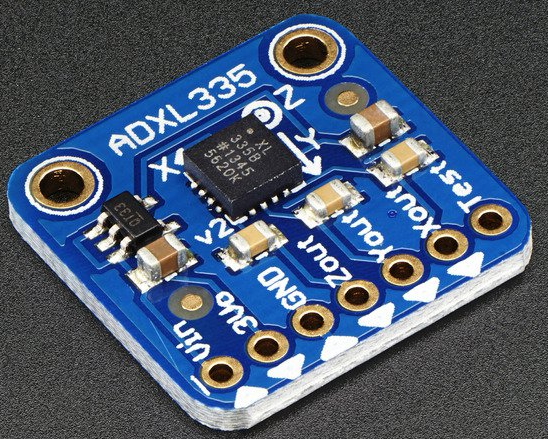 ADXL335
Z
Y
X
XL
335B
#1345
5620K
v2
Vin
3Vo
GND
Zout
Yout
Xout
Test